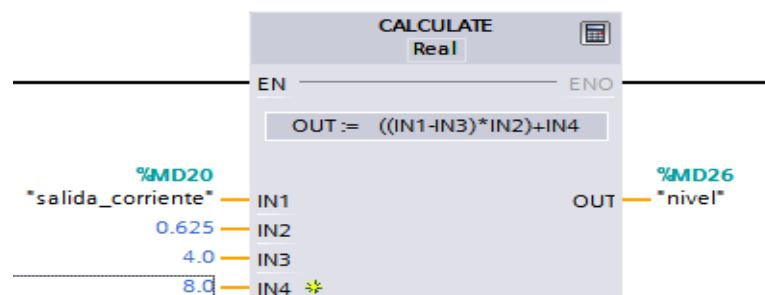 CALCULATE
Real
EN ENO
OUT := ((IN1-IN3)*IN2)+IN4
%MD20 %MD26
"salida_corriente" IN1 OUT "nivel"
0.625 IN2
4.0 IN3
8.0 IN4